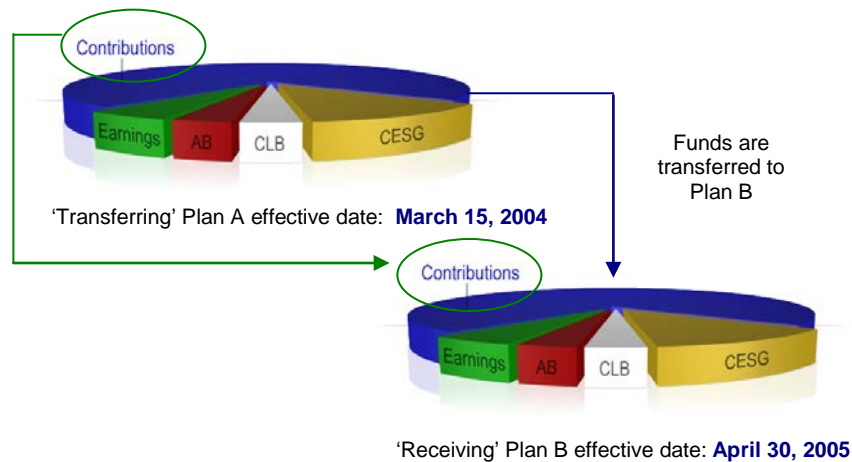 Contributions
Earnings
AB
CLB
CESG
Funds are
transferred to
Plan B
‘Transferring’ Plan A effective date: March 15, 2004
Contributions
Earnings
AB
CLB
CESG
‘Receiving’ Plan B effective date: April 30, 2005